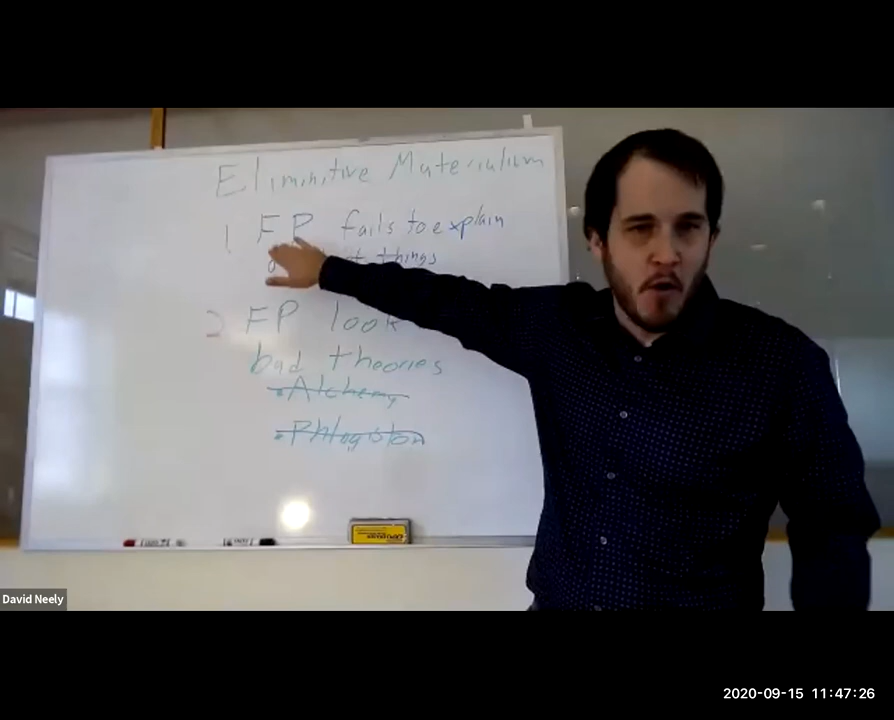 Eliminitive Materialism
1 FP fails to explain
things
2 FP look
bad theories
• Alchemy
• Phlogiston
David Neely
2020-09-15 11:47:26